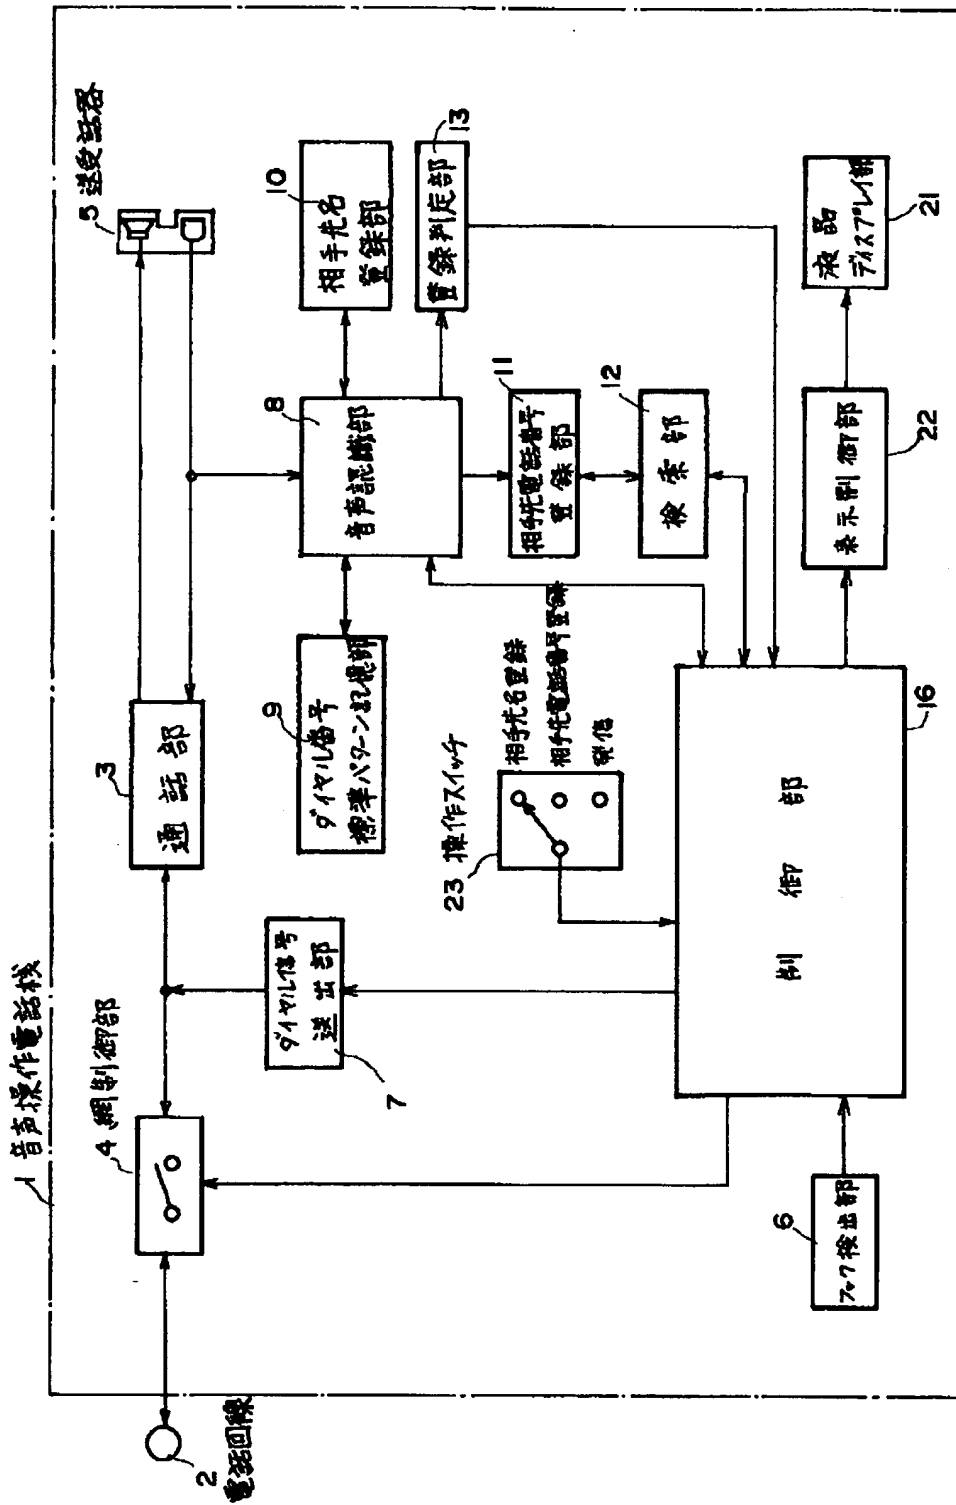 1 音声操作電話機
2
電話回線
4 網制御部
3
通話部
5 送受話器
7
ダイヤル信号
送出部
9
ダイヤル番号
標準パターン記憶部
8
音声認識部
10
相手先名
登録部
13
登録判定部
11
相手先電話番号
登録部
12
検索部
23 操作スイッチ
相手先名登録
相手先電話番号登録
発信
6
フック検出部
16
制御部
22
表示制御部
21
液晶
ディスプレイ部